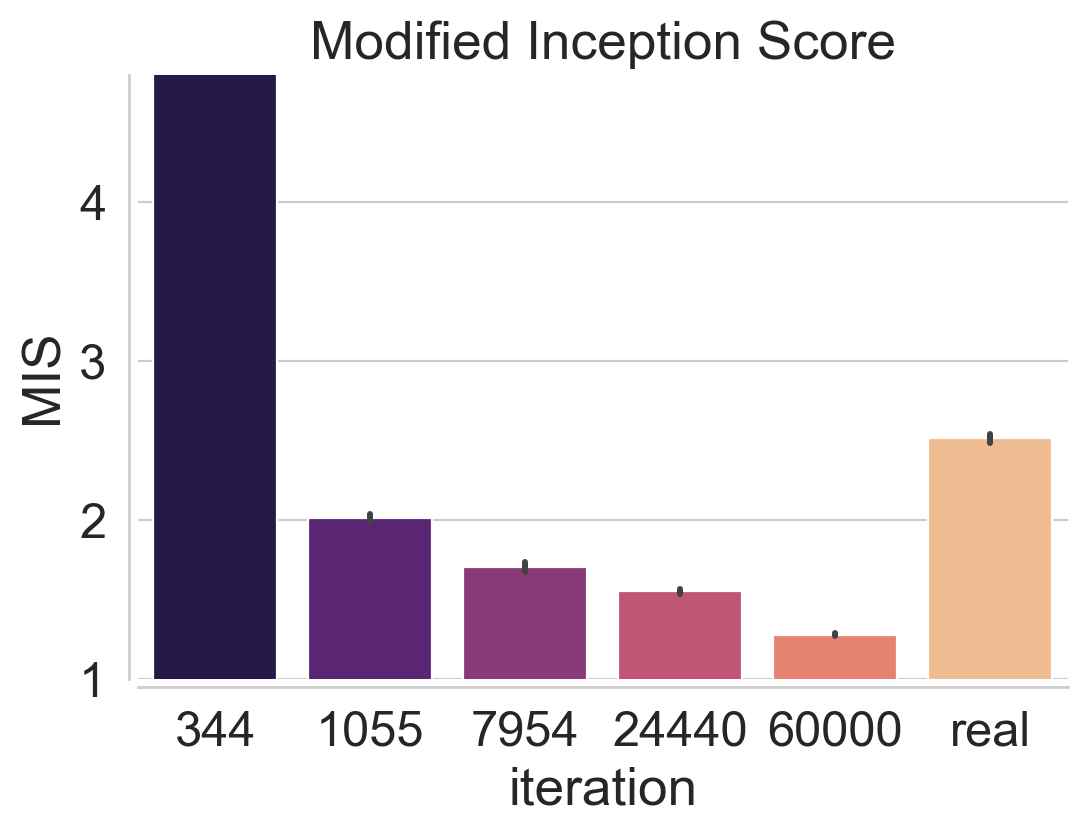 Modified Inception Score
MIS
4
3
2
1
344 1055 7954 24440 60000 real
iteration